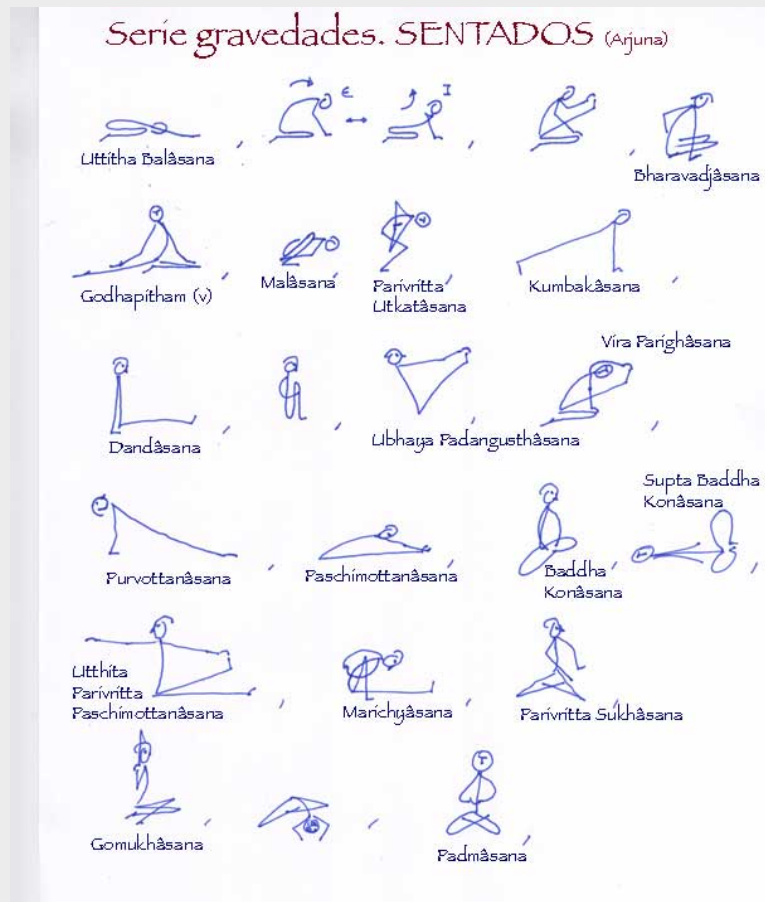 Serie gravedades. SENTADOS (Arjuna)
E
I
Uttitha Balâsana , , ,
Bharavadjâsana
Godhapitham (v) , Malâsana , Parivritta , Kumbakâsana ,
Utkatâsana
Vira Parighâsana
Dandâsana , , Ubhaya Padangusthâsana , ,
Supta Baddha
Konâsana
Purvottanâsana , Paschimottanâsana , Baddha , ,
Konâsana
Utthita
Parivritta
Paschimottanâsana , Marichyâsana , Parivritta Sukhâsana ,
Gomukhâsana , , Padmâsana ,